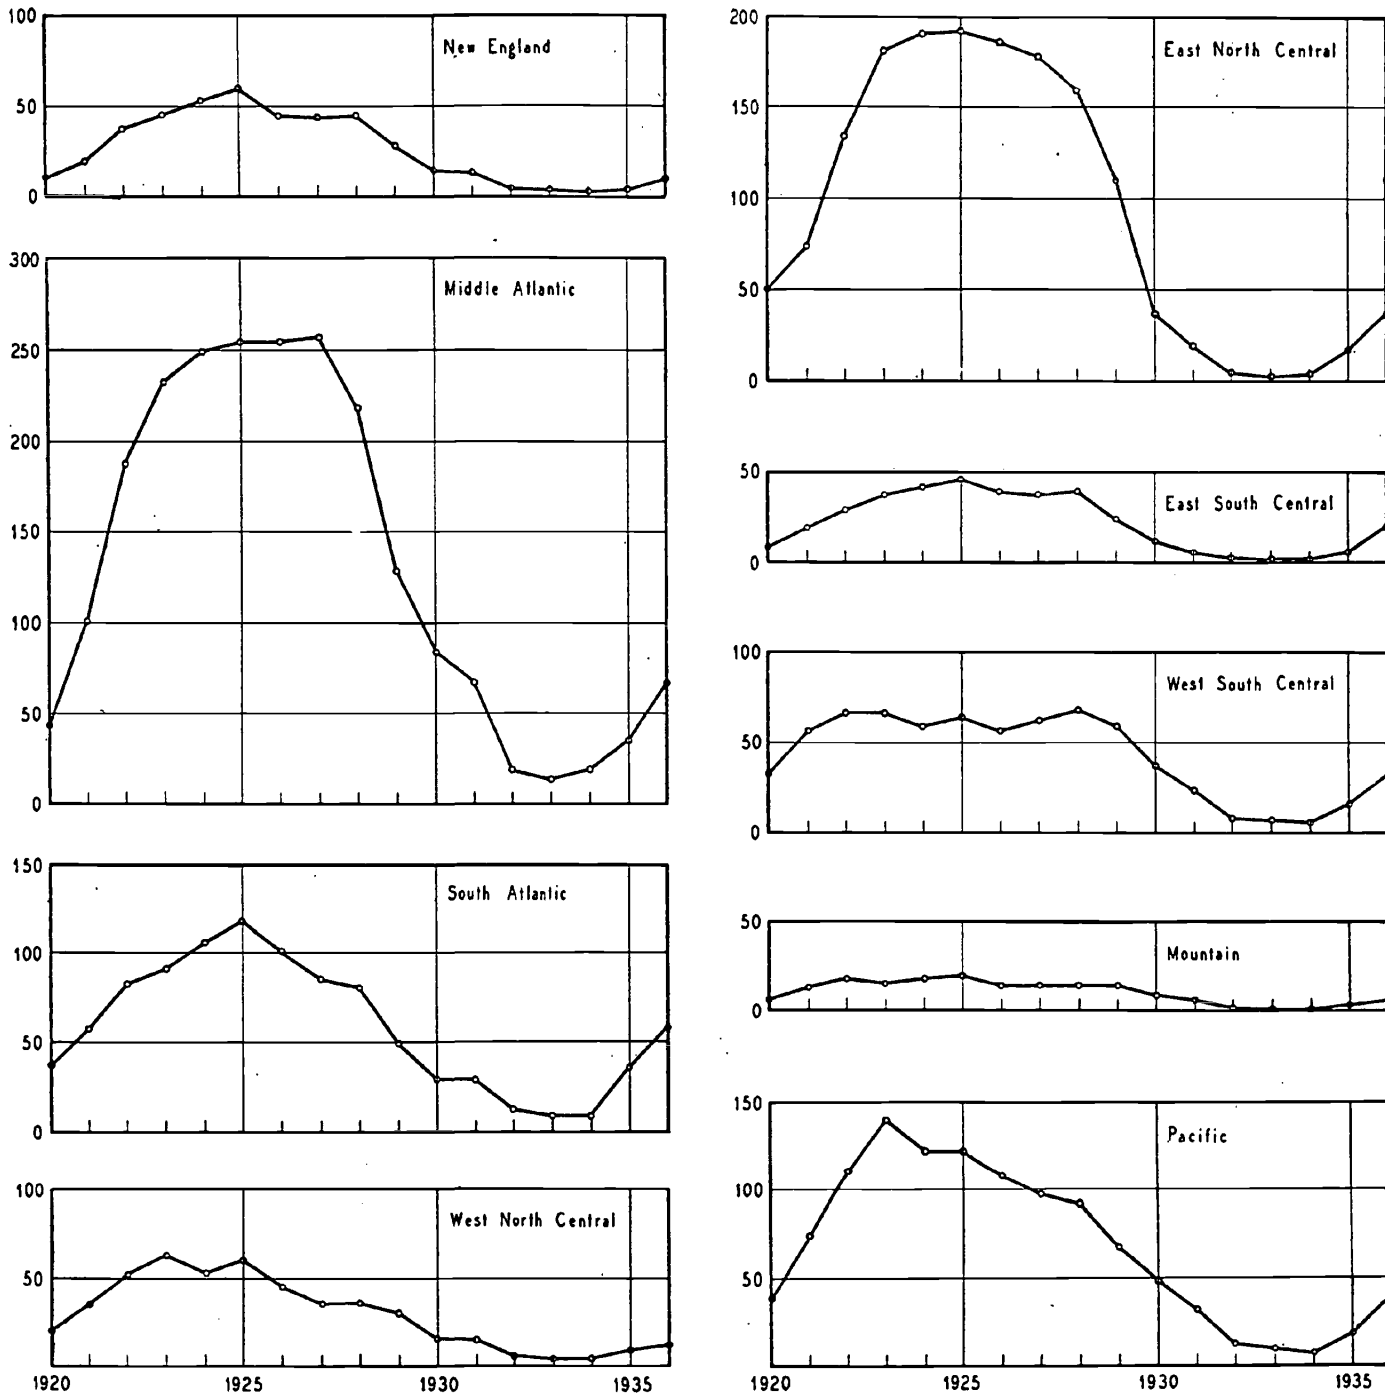 100
New England
50
0
300
Middle Atlantic
250
200
150
100
50
0
150
South Atlantic
100
50
0
100
West North Central
50
1920 1925 1930 1935
200
East North Central
150
100
50
0
50
East South Central
0
100
West South Central
50
0
50
Mountain
0
150
Pacific
100
50
1920 1925 1930 1935